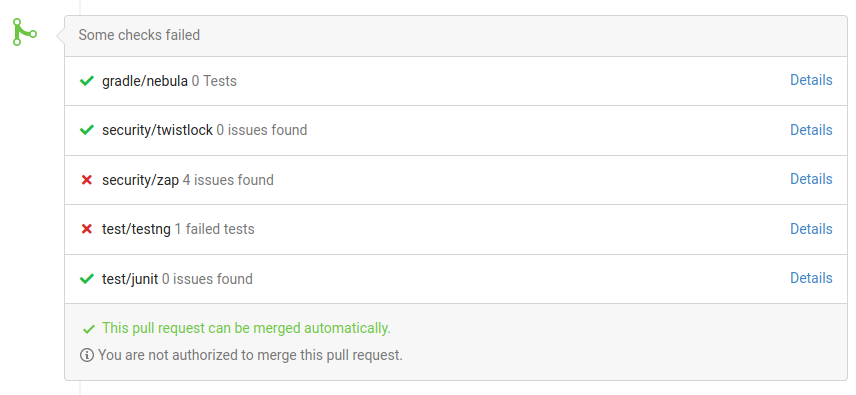 Some checks failed
gradle/nebula 0 Tests Details
security/twistlock 0 issues found Details
security/zap 4 issues found Details
test/testng 1 failed tests Details
test/junit 0 issues found Details
This pull request can be merged automatically.
You are not authorized to merge this pull request.